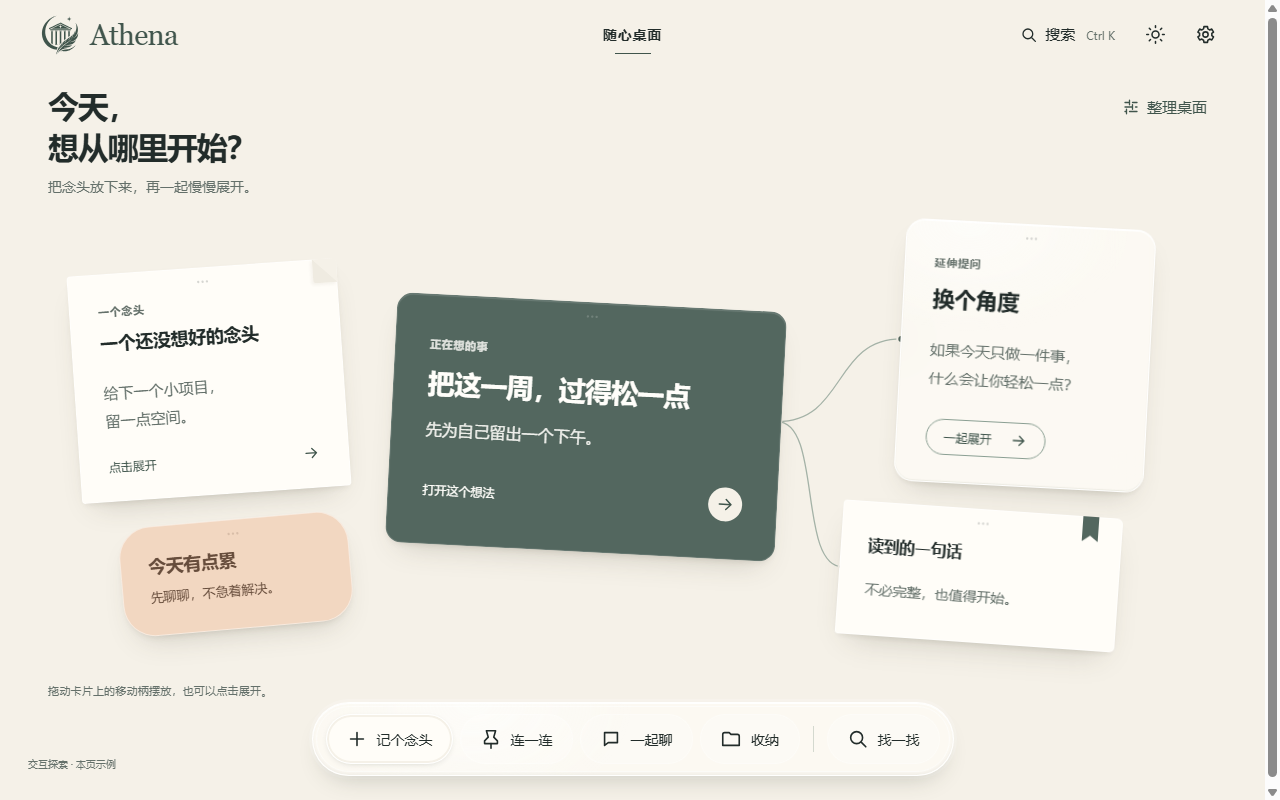 Athena
随心桌面
搜索 Ctrl K
今天，
想从哪里开始？
把念头放下来，再一起慢慢展开。
整理桌面
一个念头
一个还没想好的念头
给下一个小项目，
留一点空间。
点击展开
今天有点累
先聊聊，不急着解决。
正在想的事
把这一周，过得松一点
先为自己留出一个下午。
打开这个想法
延伸提问
换个角度
如果今天只做一件事，
什么会让你轻松一点？
一起展开
读到的一句话
不必完整，也值得开始。
拖动卡片上的移动柄摆放，也可以点击展开。
记个念头
连一连
一起聊
收纳
找一找
交互探索 · 本页示例